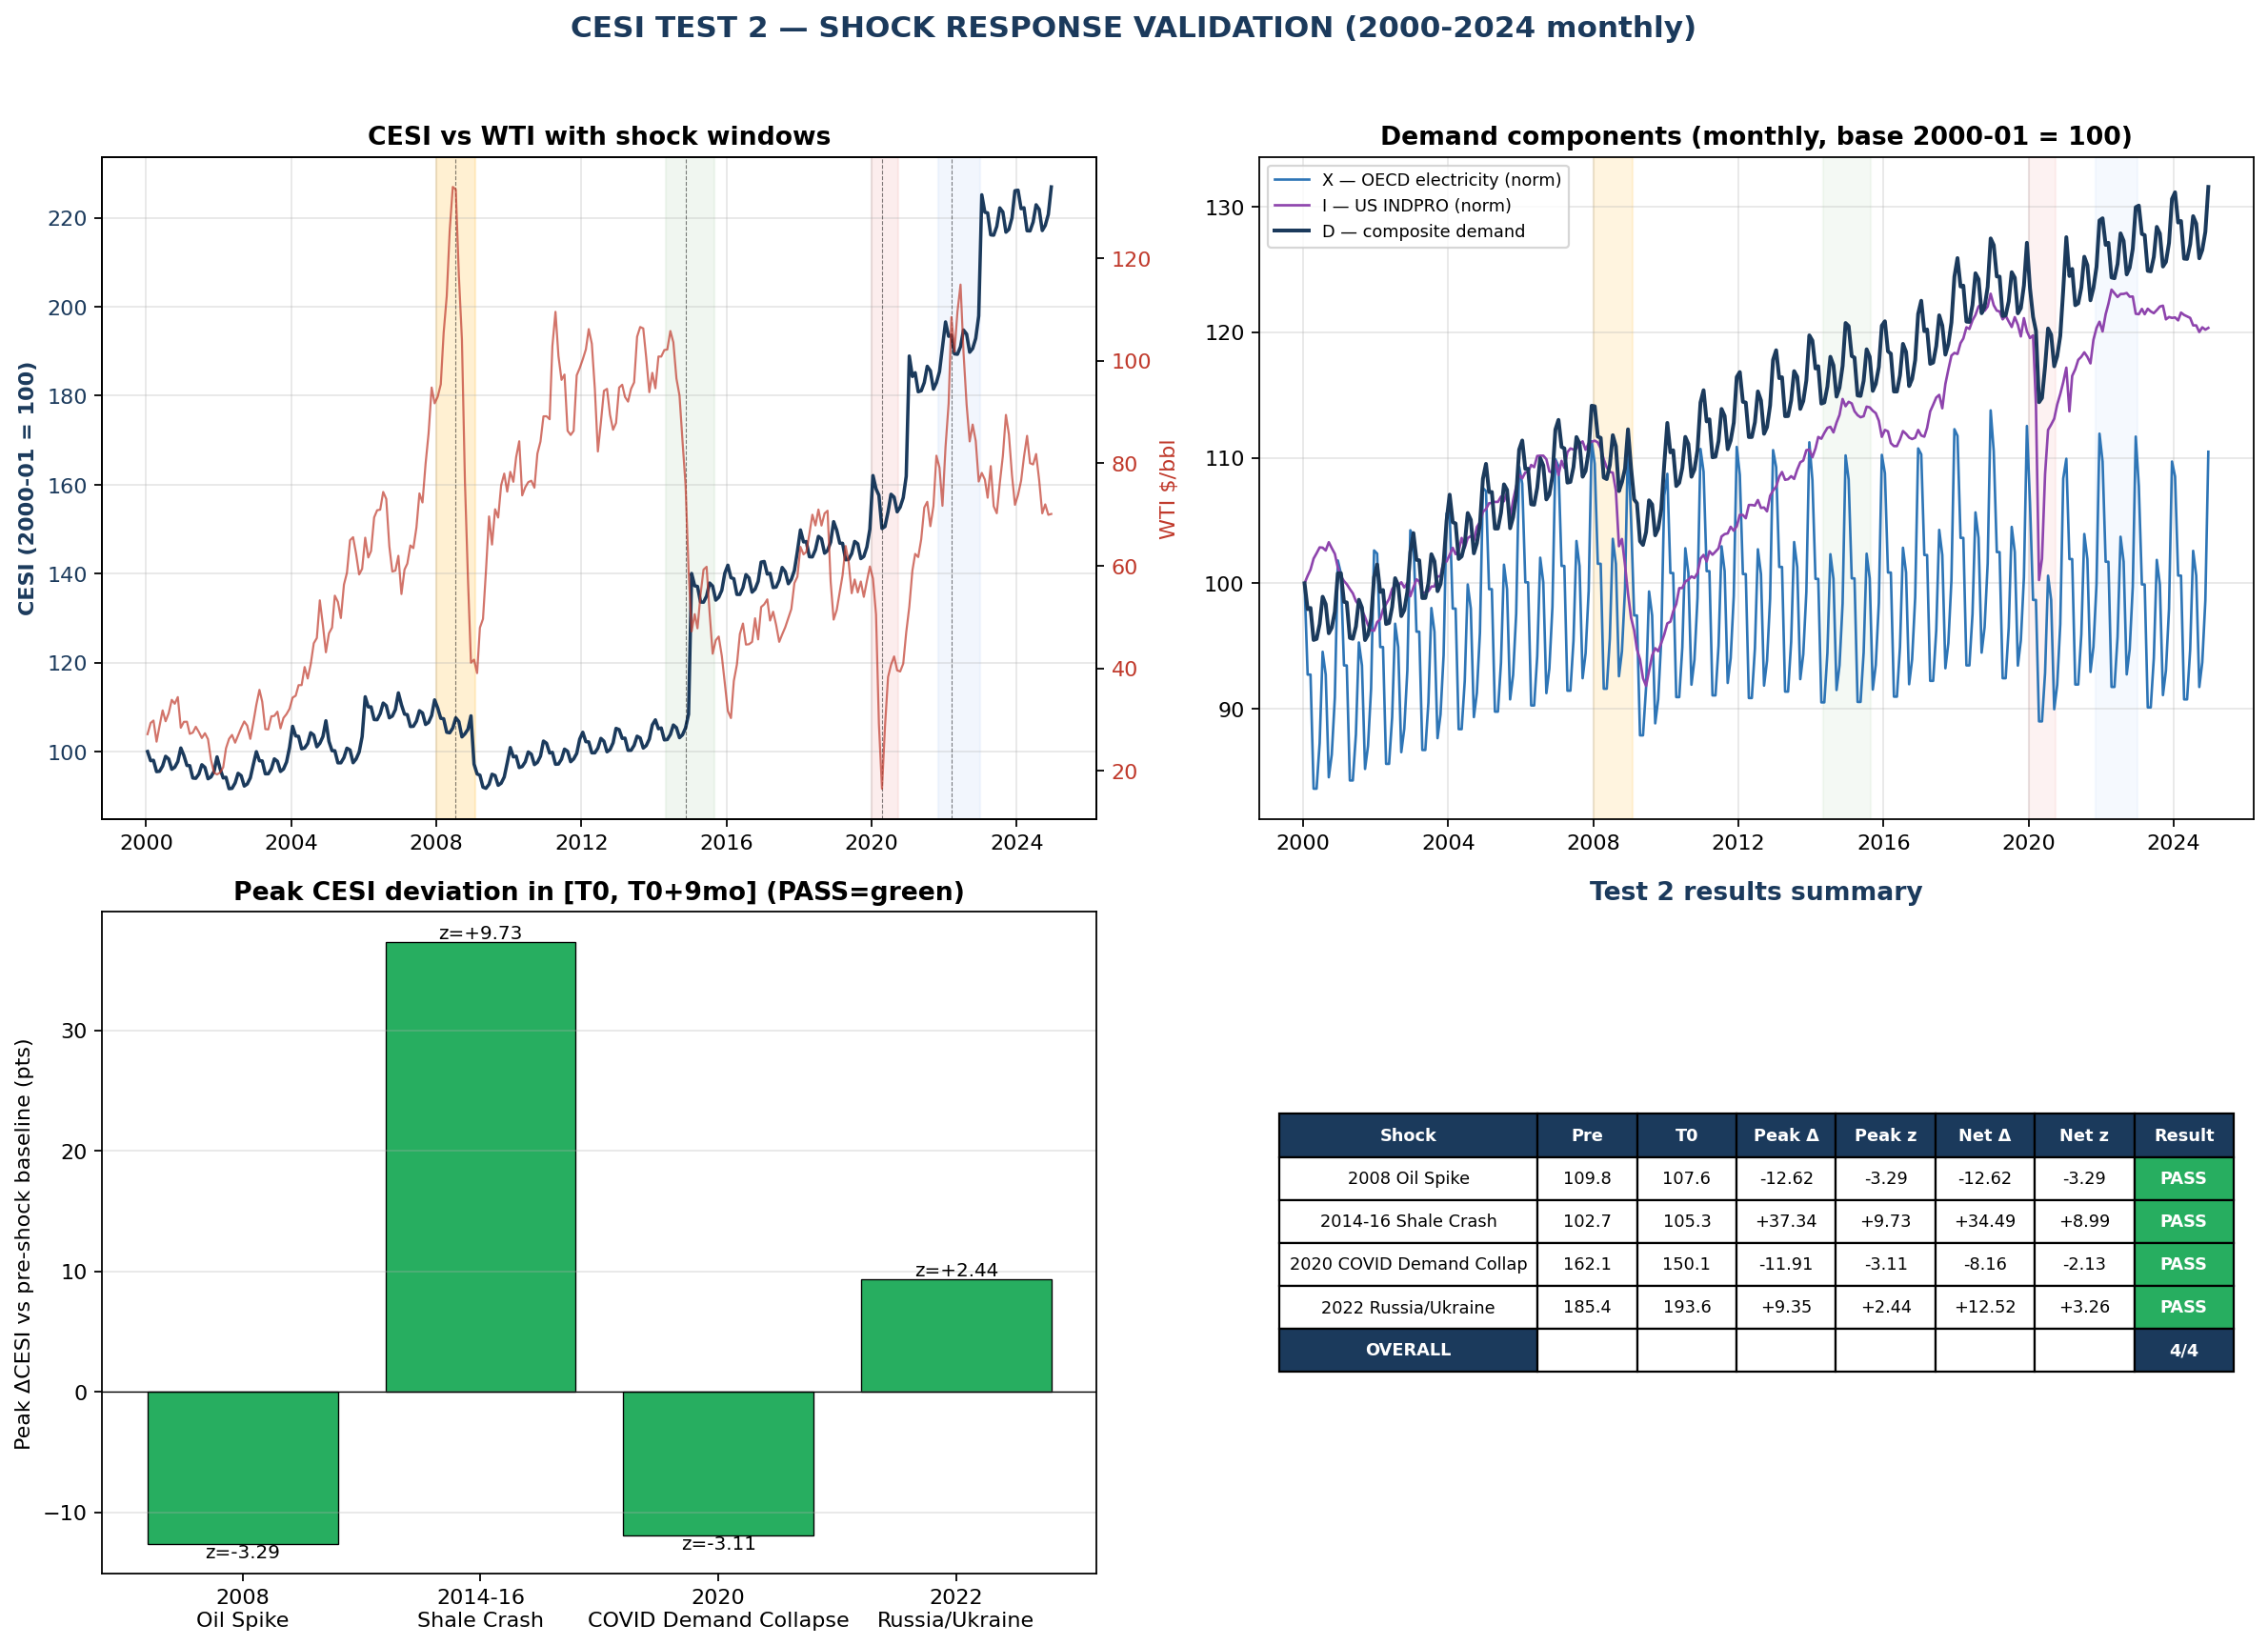 CESI TEST 2 — SHOCK RESPONSE VALIDATION (2000-2024 monthly)
CESI vs WTI with shock windows
CESI (2000-01 = 100)
220
200
180
160
140
120
100
120
100
80
60
40
20
WTI $/bbl
2000 2004 2008 2012 2016 2020 2024
Demand components (monthly, base 2000-01 = 100)
X — OECD electricity (norm)
I — US INDPRO (norm)
D — composite demand
130
120
110
100
90
2000 2004 2008 2012 2016 2020 2024
Peak CESI deviation in [T0, T0+9mo] (PASS=green)
Peak ΔCESI vs pre-shock baseline (pts)
30
20
10
0
−10
z=-3.29
z=+9.73
z=-3.11
z=+2.44
2008
Oil Spike
2014-16
Shale Crash
2020
COVID Demand Collapse
2022
Russia/Ukraine
Test 2 results summary
Shock Pre T0 Peak Δ Peak z Net Δ Net z Result
2008 Oil Spike 109.8 107.6 -12.62 -3.29 -12.62 -3.29 PASS
2014-16 Shale Crash 102.7 105.3 +37.34 +9.73 +34.49 +8.99 PASS
2020 COVID Demand Collap 162.1 150.1 -11.91 -3.11 -8.16 -2.13 PASS
2022 Russia/Ukraine 185.4 193.6 +9.35 +2.44 +12.52 +3.26 PASS
OVERALL 4/4